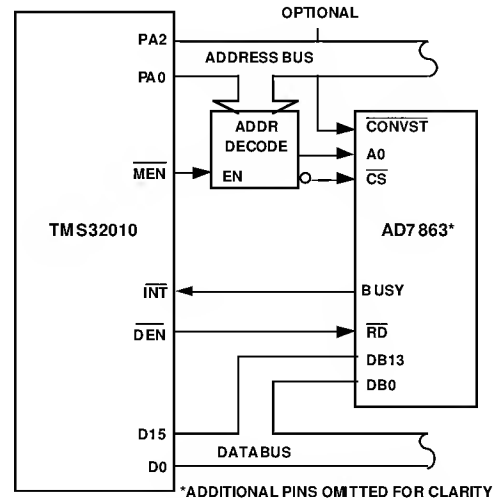 OPTIONAL
PA2
ADDRESS BUS
PA0
ADDR
DECODE
CONVST
A0
MEN
EN
CS
TMS32010
AD7863*
INT
BUSY
DEN
RD
DB13
DB0
D15
DATABUS
D0
*ADDITIONAL PINS OMITTED FOR CLARITY